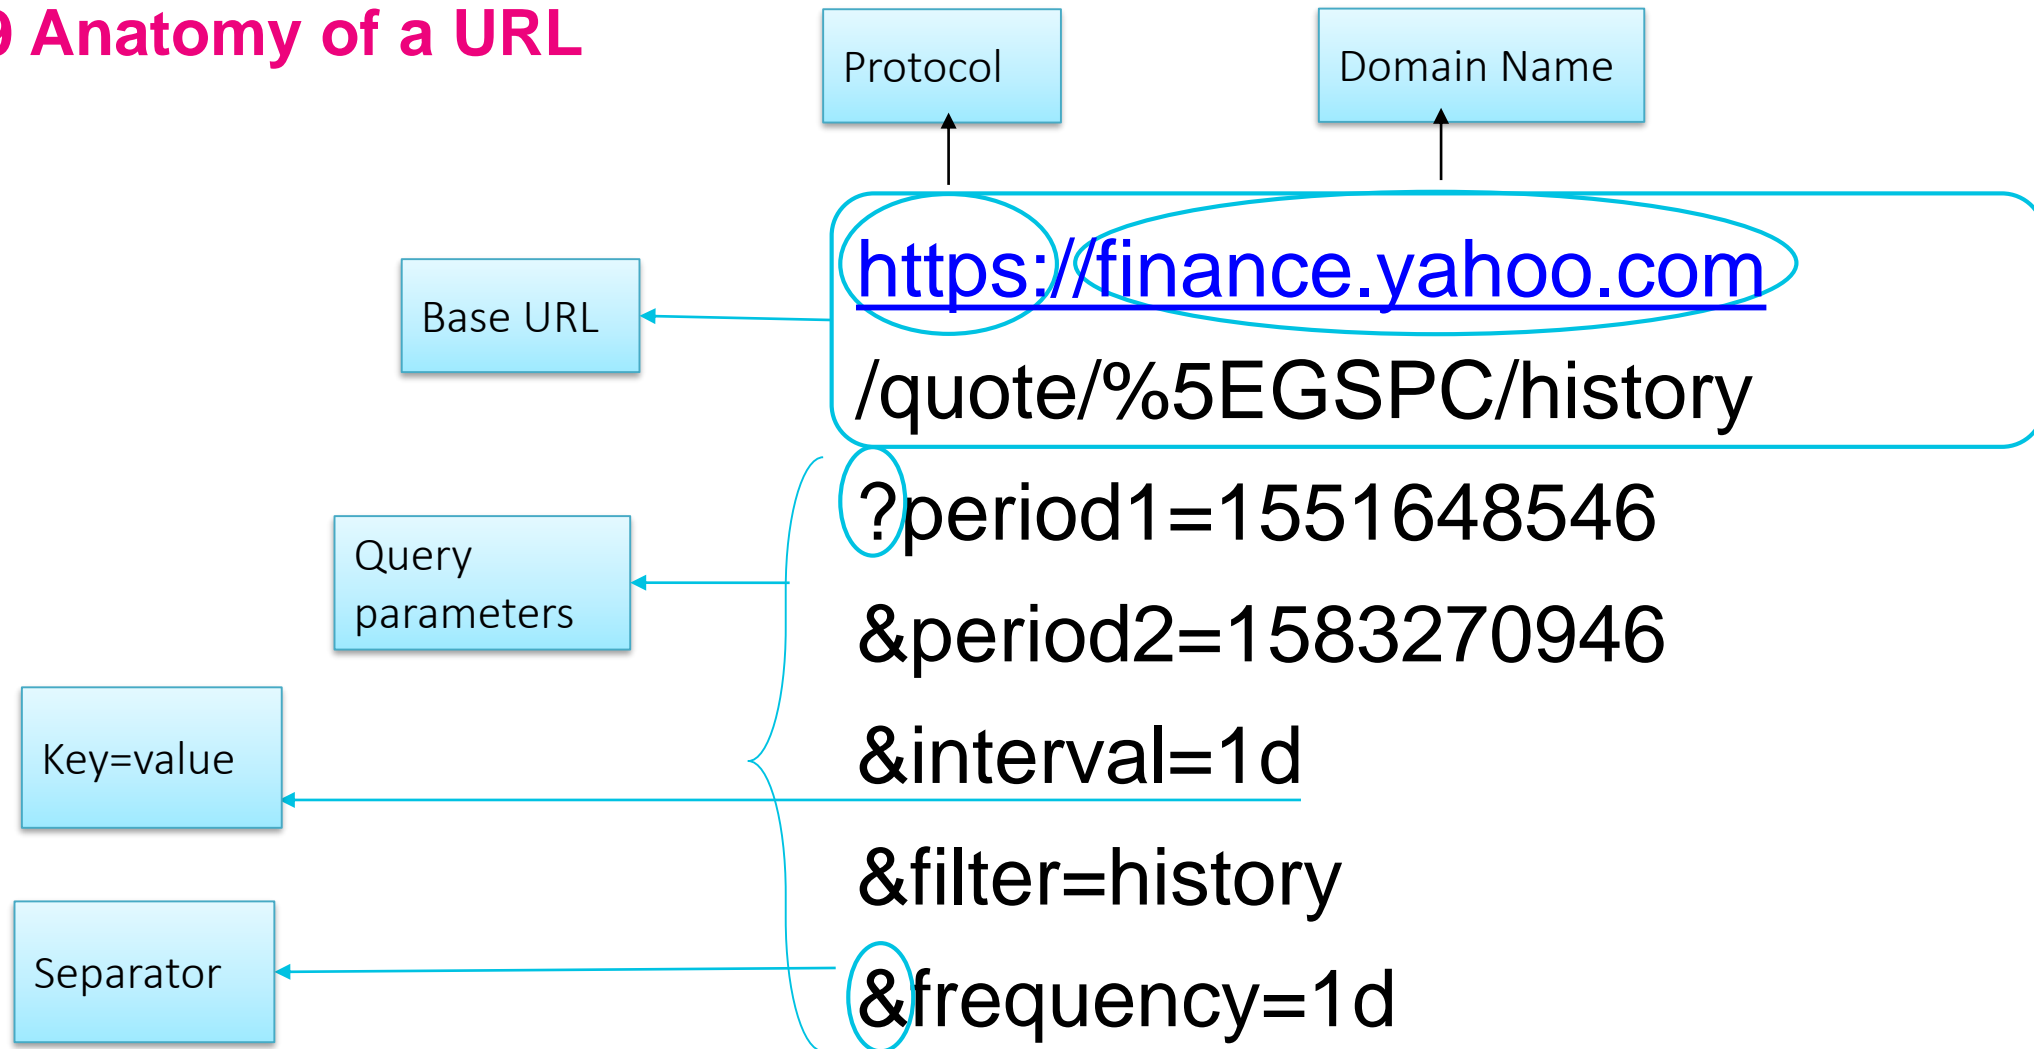 9 Anatomy of a URL
Protocol
Domain Name
https://finance.yahoo.com
Base URL
/quote/%5EGSPC/history
?period1=1551648546
Query
parameters
&period2=1583270946
&interval=1d
Key=value
&filter=history
Separator
&frequency=1d